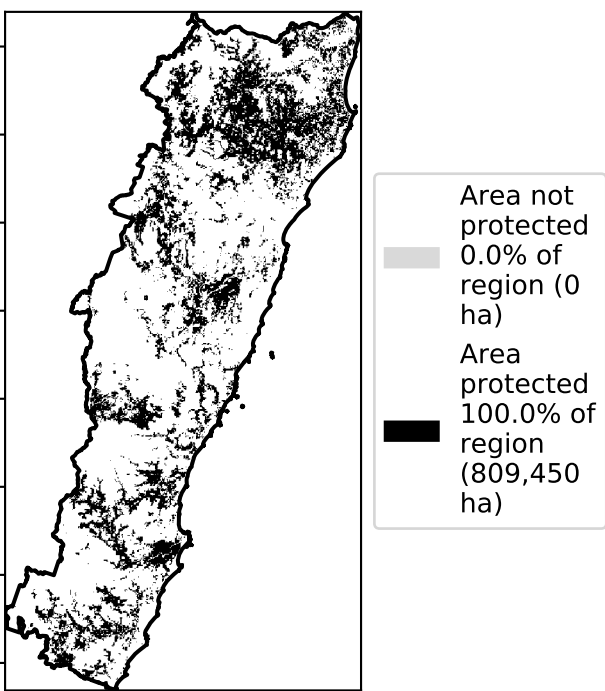 Area not
protected
0.0% of
region (0
ha)
Area
protected
100.0% of
region
(809,450
ha)